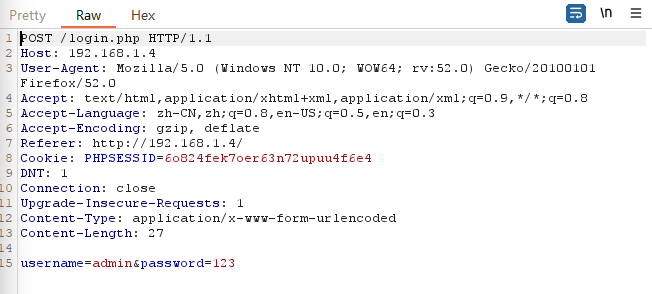 Pretty Raw Hex \n
1 POST /login.php HTTP/1.1
2 Host: 192.168.1.4
3 User-Agent: Mozilla/5.0 (Windows NT 10.0; WOW64; rv:52.0) Gecko/20100101
Firefox/52.0
4 Accept: text/html,application/xhtml+xml,application/xml;q=0.9,*/*;q=0.8
5 Accept-Language: zh-CN,zh;q=0.8,en-US;q=0.5,en;q=0.3
6 Accept-Encoding: gzip, deflate
7 Referer: http://192.168.1.4/
8 Cookie: PHPSESSID=6o824fek7oer63n72upuu4f6e4
9 DNT: 1
10 Connection: close
11 Upgrade-Insecure-Requests: 1
12 Content-Type: application/x-www-form-urlencoded
13 Content-Length: 27
14
15 username=admin&password=123